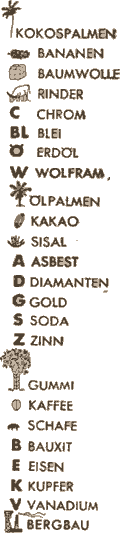 KOKOSPALMEN
BANANEN
BAUMWOLLE
RINDER
C CHROM
BL BLEI
Ö ERDÖL
W WOLFRAM,
ÖLPALMEN
KAKAO
SISAL
A ASBEST
D DIAMANTEN
G GOLD
S SODA
Z ZINN
GUMMI
KAFFEE
SCHAFE
B BAUXiT
E EISEN
K KUPFER
V VANADIUM
BERGBAU